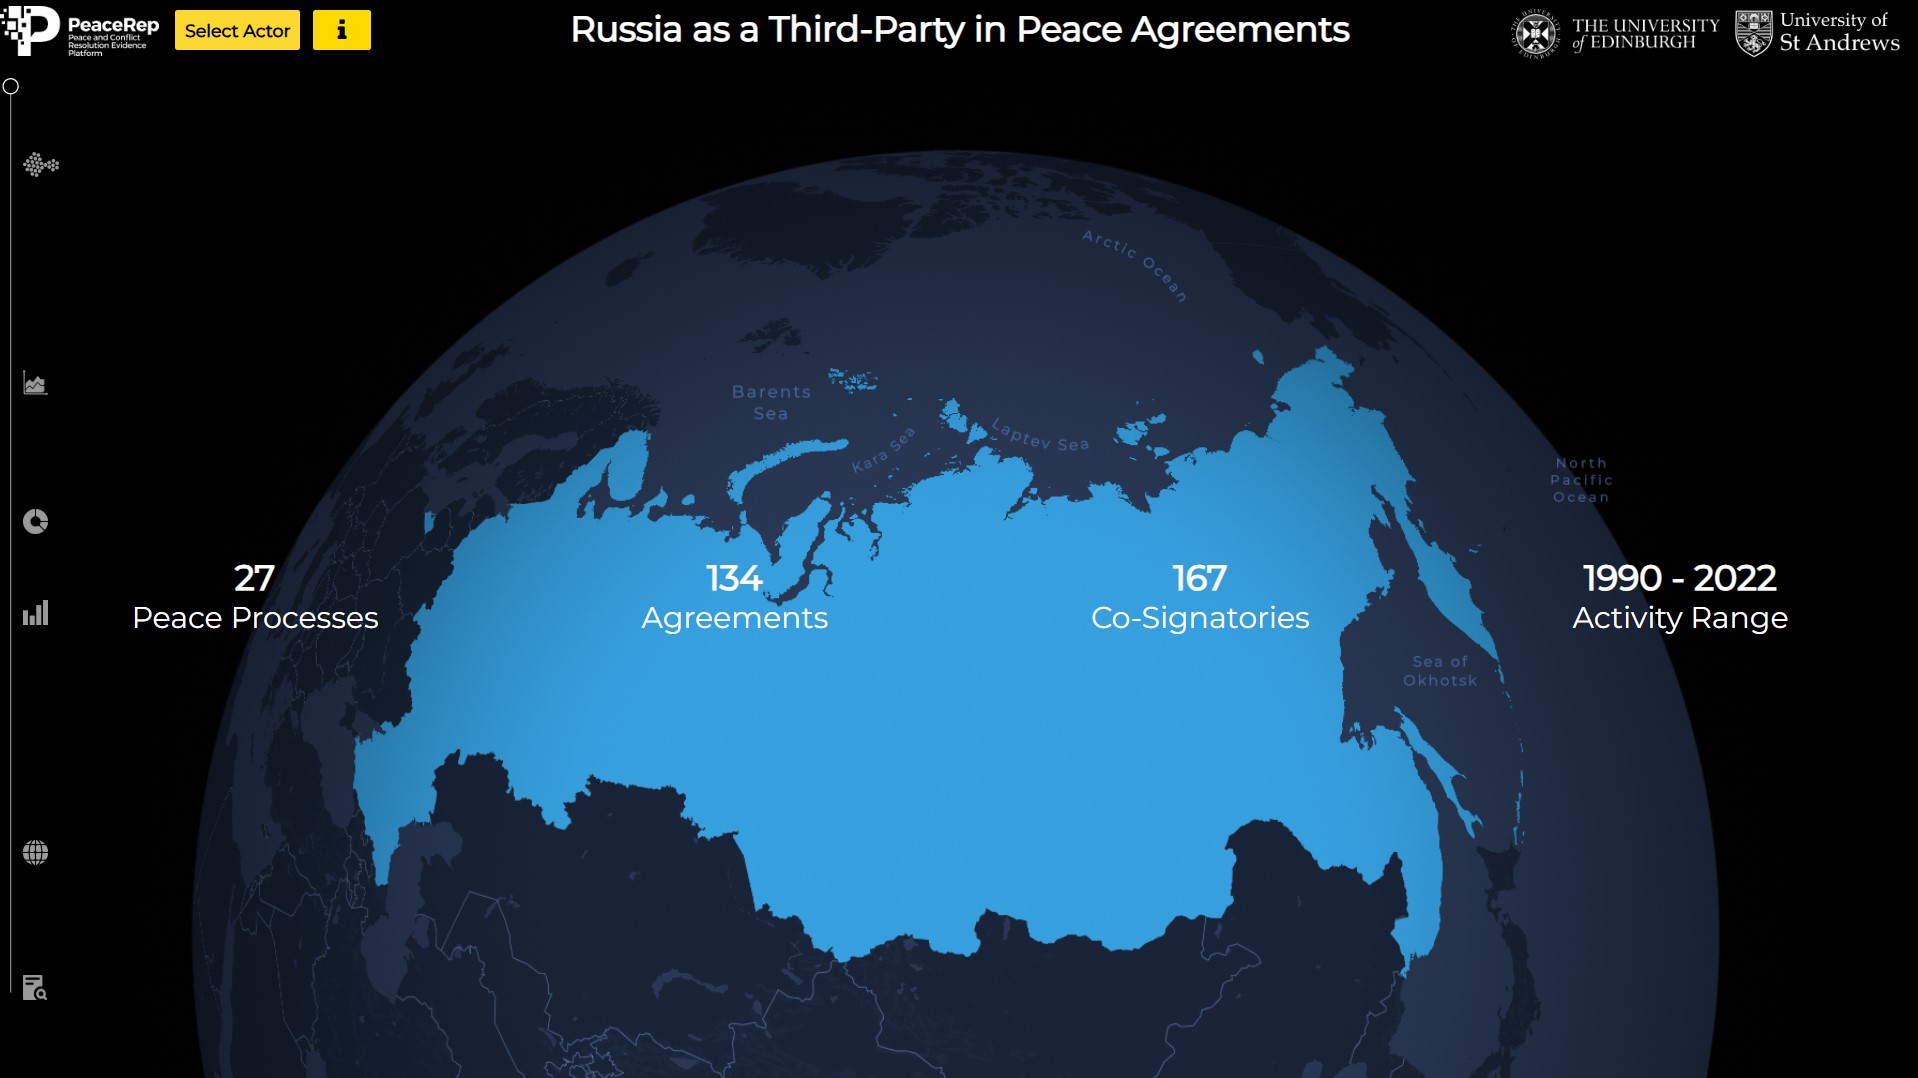 PeaceRep
Peace and Conflict
Resolution Evidence
Platform
Select Actor
i
Russia as a Third-Party in Peace Agreements
THE UNIVERSITY
of EDINBURGH
University of
St Andrews
Arctic Ocean
Barents
Sea
Kara Sea
Laptev Sea
North
Pacific
Ocean
27
Peace Processes
134
Agreements
167
Co-Signatories
1990 - 2022
Activity Range
Sea of
Okhotsk